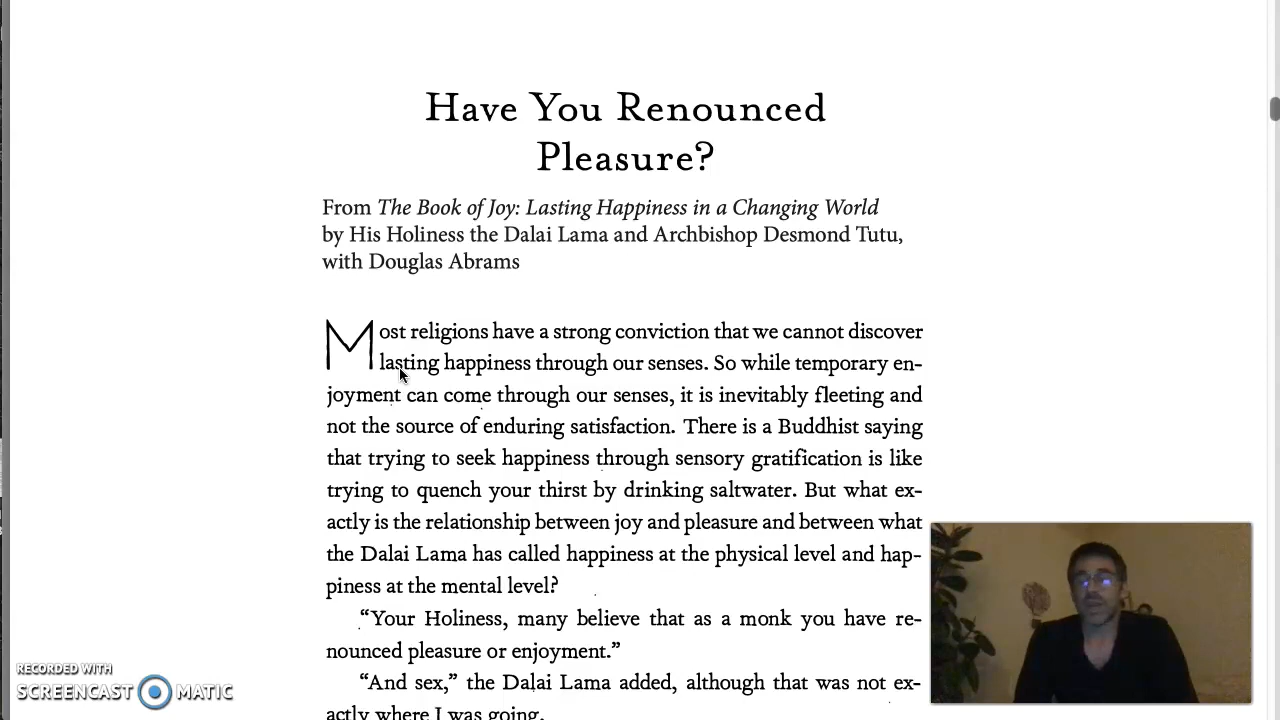 Have You Renounced
Pleasure?
From The Book of Joy: Lasting Happiness in a Changing World
by His Holiness the Dalai Lama and Archbishop Desmond Tutu,
with Douglas Abrams
Most religions have a strong conviction that we cannot discover
lasting happiness through our senses. So while temporary en-
joyment can come through our senses, it is inevitably fleeting and
not the source of enduring satisfaction. There is a Buddhist saying
that trying to seek happiness through sensory gratification is like
trying to quench your thirst by drinking saltwater. But what ex-
actly is the relationship between joy and pleasure and between what
the Dalai Lama has called happiness at the physical level and hap-
piness at the mental level?
“Your Holiness, many believe that as a monk you have re-
nounced pleasure or enjoyment.”
“And sex,” the Dalai Lama added, although that was not ex-
actly where I was going.
RECORDED WITH
SCREENCAST MATIC